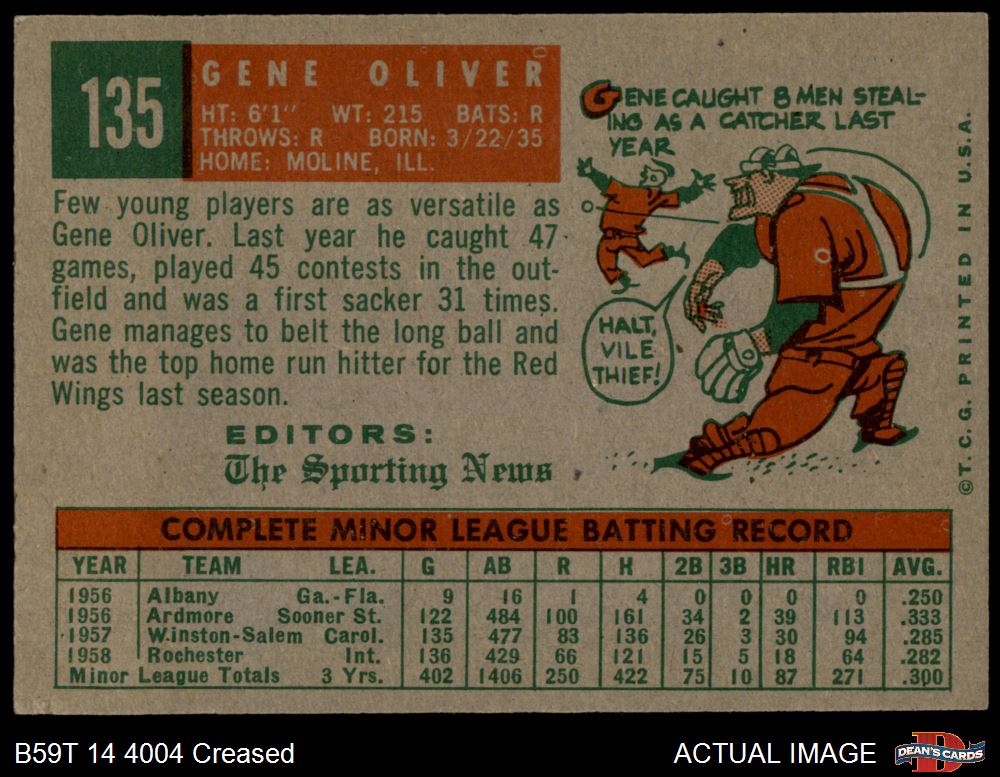 135
GENE OLIVER
HT: 6'1" WT: 215 BATS: R
THROWS: R BORN: 3/22/35
HOME: MOLINE, ILL.
Few young players are as versatile as
Gene Oliver. Last year he caught 47
games, played 45 contests in the out-
field and was a first sacker 31 times.
Gene manages to belt the long ball and
was the top home run hitter for the Red
Wings last season.
EDITORS:
The Sporting News
GENE CAUGHT 8 MEN STEAL-
ING AS A CATCHER LAST
YEAR
HALT,
VILE
THIEF!
©T.C.G. PRINTED IN U.S.A.
COMPLETE MINOR LEAGUE BATTING RECORD
YEAR TEAM LEA. G AB R H 2B 3B HR RBI AVG.
1956 Albany Ga.-Fla. 9 16 1 4 0 0 0 0 .250
1956 Ardmore Sooner St. 122 484 100 161 34 2 39 113 .333
1957 Winston-Salem Carol. 135 477 83 136 26 3 30 94 .285
1958 Rochester Int. 136 429 66 121 15 5 18 64 .282
Minor League Totals 3 Yrs. 402 1406 250 422 75 10 87 271 .300
B59T 14 4004 Creased
ACTUAL IMAGE
DEAN'S CARDS